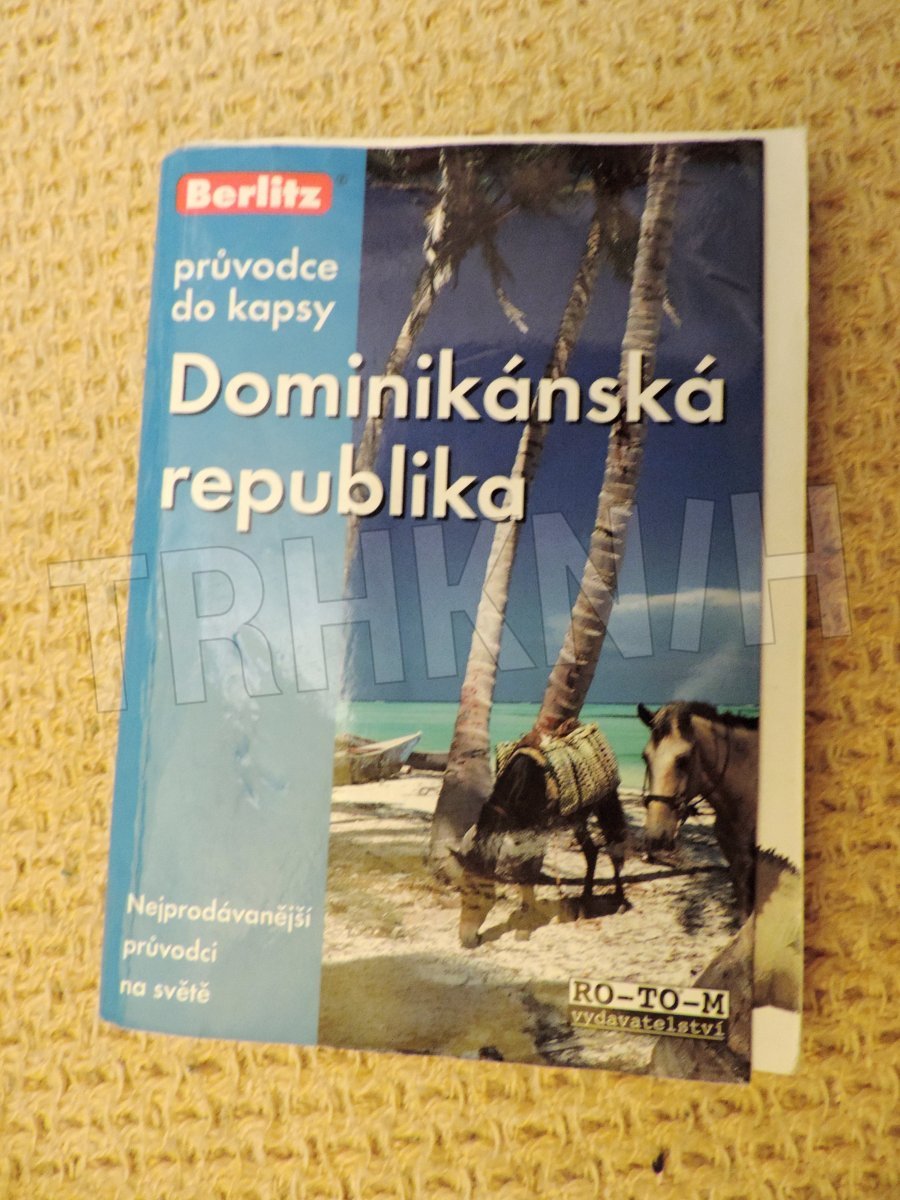 Berlitz®
průvodce
do kapsy
Dominikánská
republika
TRHKNIH
Nejprodávanější
průvodci
na světě
RO-TO-M
vydavatelství